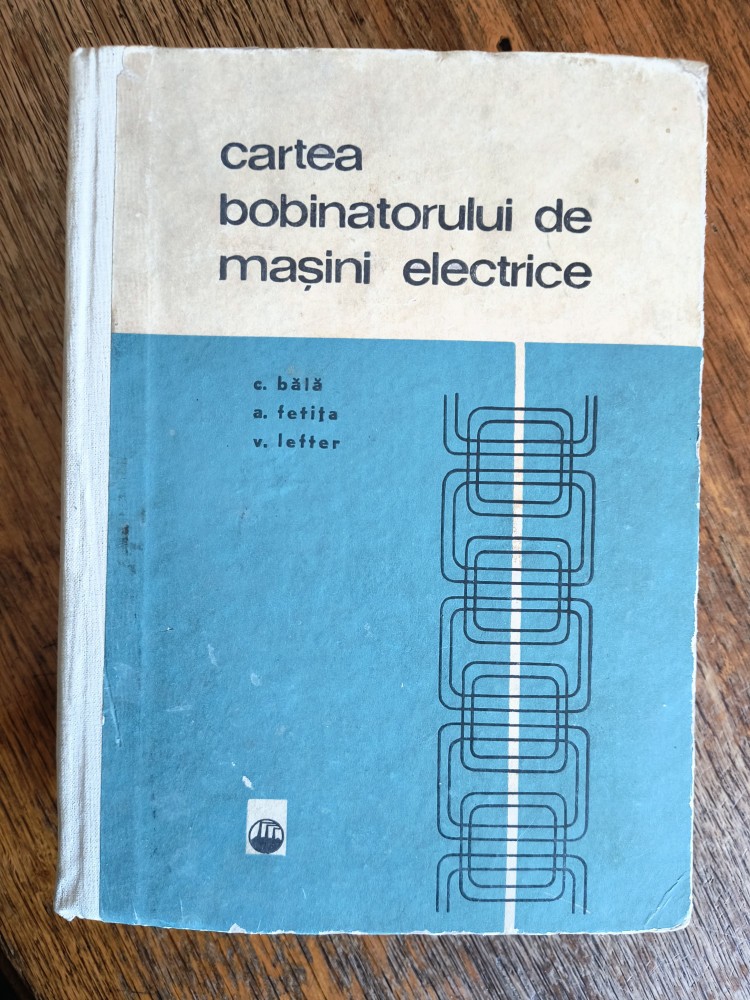 cartea
bobinatorului de
mașini electrice
c. bălă
a. fetița
v. lefter